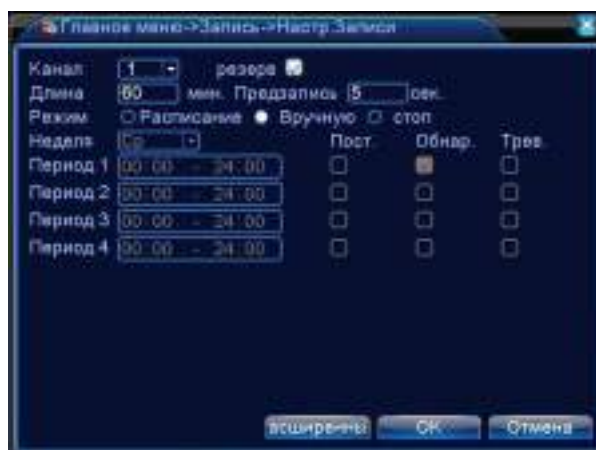 Главное меню->Запись->Настр.Записи
Канал 1 резерв
Длина 60 мин. Предзапись 5 сек.
Режим Расписание Вручную стоп
Неделя Ср Пост. Обнар. Трев.
Период 1 00:00 - 24:00
Период 2 00:00 - 24:00
Период 3 00:00 - 24:00
Период 4 00:00 - 24:00
асширенны OK Отмена